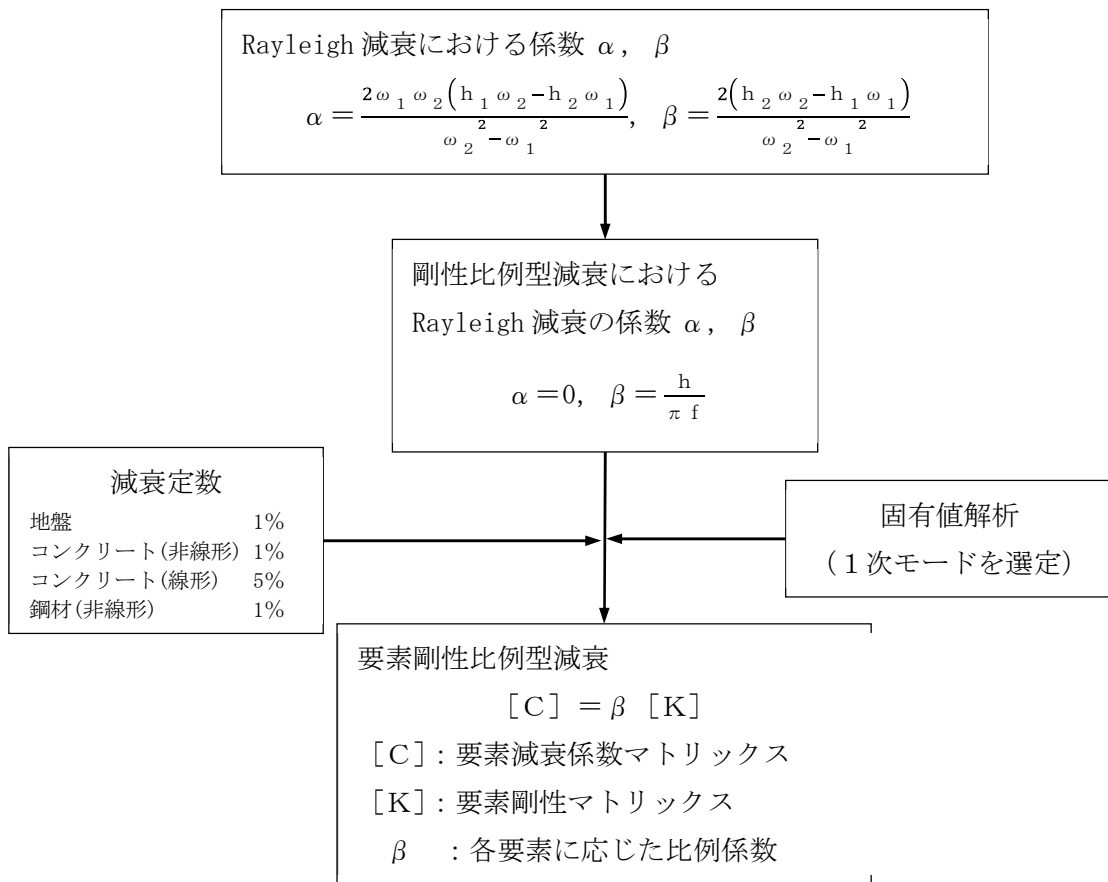 Rayleigh 減衰における係数 α, β
α＝2ω₁ω₂(h₁ω₂−h₂ω₁)/(ω₂²−ω₁²), β＝2(h₂ω₂−h₁ω₁)/(ω₂²−ω₁²)
剛性比例型減衰における
Rayleigh 減衰の係数 α, β
α＝0, β＝h/(π f)
減衰定数
地盤 1%
コンクリート(非線形) 1%
コンクリート(線形) 5%
鋼材(非線形) 1%
固有値解析
(１次モードを選定)
要素剛性比例型減衰
［C］＝β［K］
［C］：要素減衰係数マトリックス
［K］：要素剛性マトリックス
β ：各要素に応じた比例係数